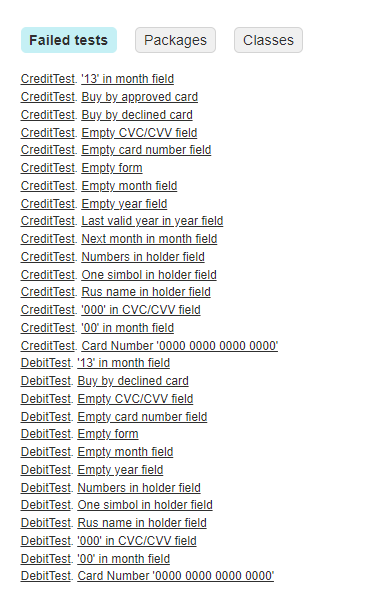 Failed tests Packages Classes
CreditTest. '13' in month field
CreditTest. Buy by approved card
CreditTest. Buy by declined card
CreditTest. Empty CVC/CVV field
CreditTest. Empty card number field
CreditTest. Empty form
CreditTest. Empty month field
CreditTest. Empty year field
CreditTest. Last valid year in year field
CreditTest. Next month in month field
CreditTest. Numbers in holder field
CreditTest. One simbol in holder field
CreditTest. Rus name in holder field
CreditTest. '000' in CVC/CVV field
CreditTest. '00' in month field
CreditTest. Card Number '0000 0000 0000 0000'
DebitTest. '13' in month field
DebitTest. Buy by declined card
DebitTest. Empty CVC/CVV field
DebitTest. Empty card number field
DebitTest. Empty form
DebitTest. Empty month field
DebitTest. Empty year field
DebitTest. Numbers in holder field
DebitTest. One simbol in holder field
DebitTest. Rus name in holder field
DebitTest. '000' in CVC/CVV field
DebitTest. '00' in month field
DebitTest. Card Number '0000 0000 0000 0000'